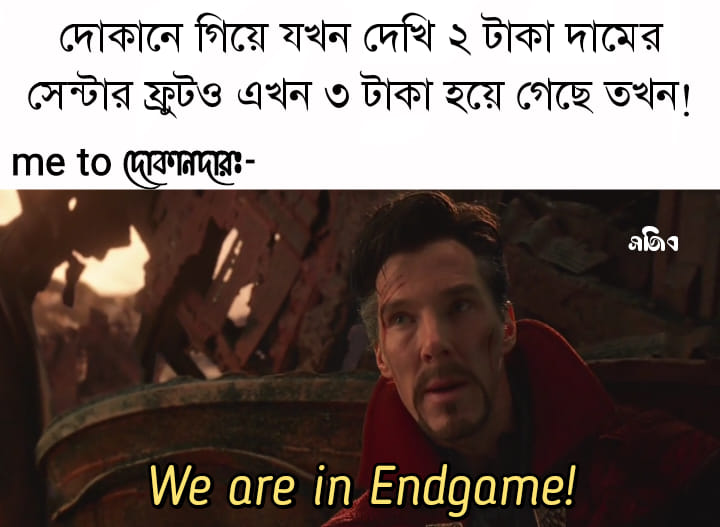 দোকানে গিয়ে যখন দেখি ২ টাকা দামের
সেন্টার ফ্রুটও এখন ৩ টাকা হয়ে গেছে তখন!
me to দোকানদারঃ-
সজিব
We are in Endgame!